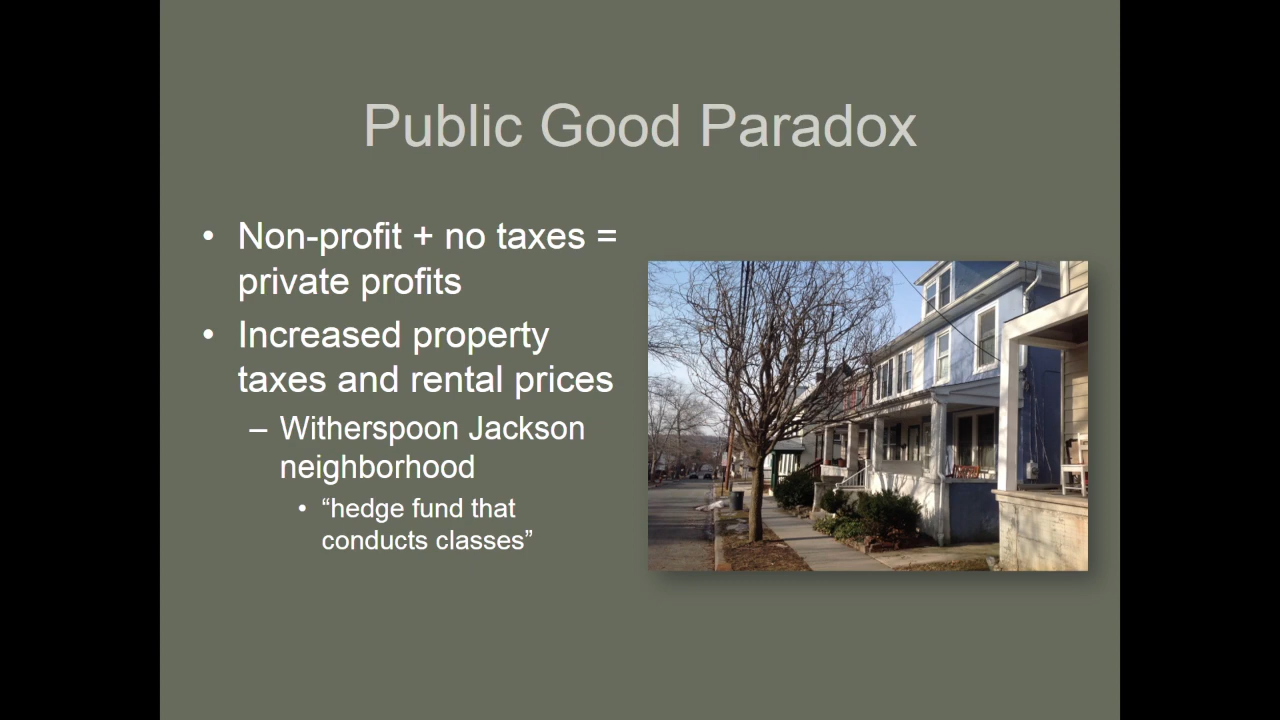 Public Good Paradox
• Non-profit + no taxes =
private profits
• Increased property
taxes and rental prices
– Witherspoon Jackson
neighborhood
• “hedge fund that
conducts classes”